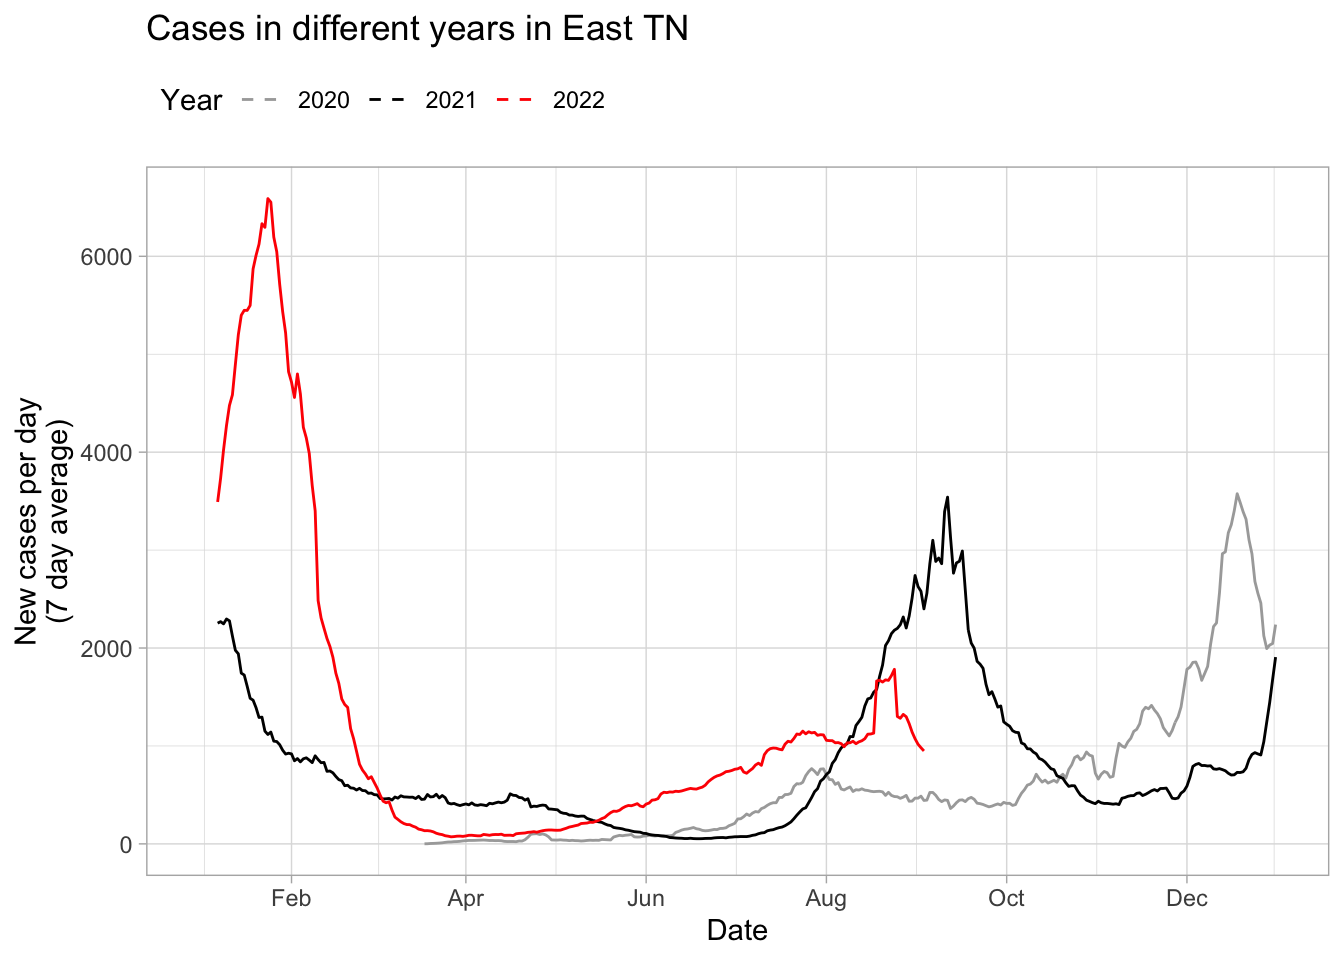 Cases in different years in East TN
Year 2020 2021 2022
New cases per day
(7 day average)
6000
4000
2000
0
Feb Apr Jun Aug Oct Dec
Date